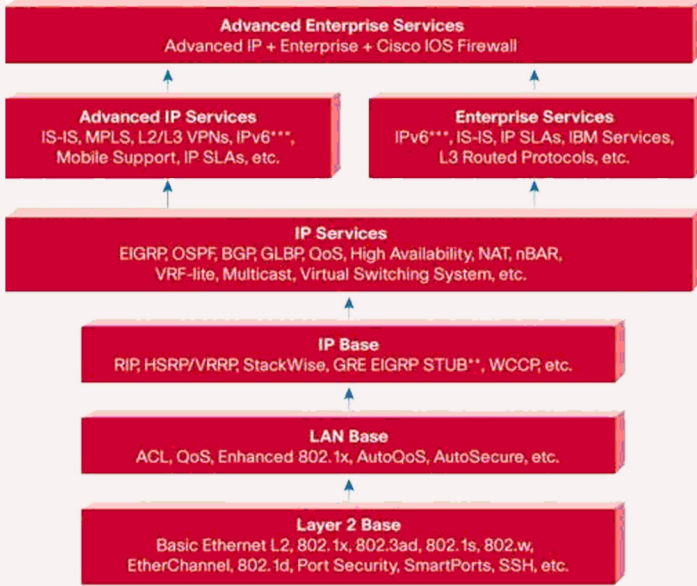 Advanced Enterprise Services
Advanced IP + Enterprise + Cisco IOS Firewall
Advanced IP Services
IS-IS, MPLS, L2/L3 VPNs, IPv6***,
Mobile Support, IP SLAs, etc.
Enterprise Services
IPv6***, IS-IS, IP SLAs, IBM Services,
L3 Routed Protocols, etc.
IP Services
EIGRP, OSPF, BGP, GLBP, QoS, High Availability, NAT, nBAR,
VRF-lite, Multicast, Virtual Switching System, etc.
IP Base
RIP, HSRP/VRRP, StackWise, GRE EIGRP STUB**, WCCP, etc.
LAN Base
ACL, QoS, Enhanced 802.1x, AutoQoS, AutoSecure, etc.
Layer 2 Base
Basic Ethernet L2, 802.1x, 802.3ad, 802.1s, 802.w,
EtherChannel, 802.1d, Port Security, SmartPorts, SSH, etc.